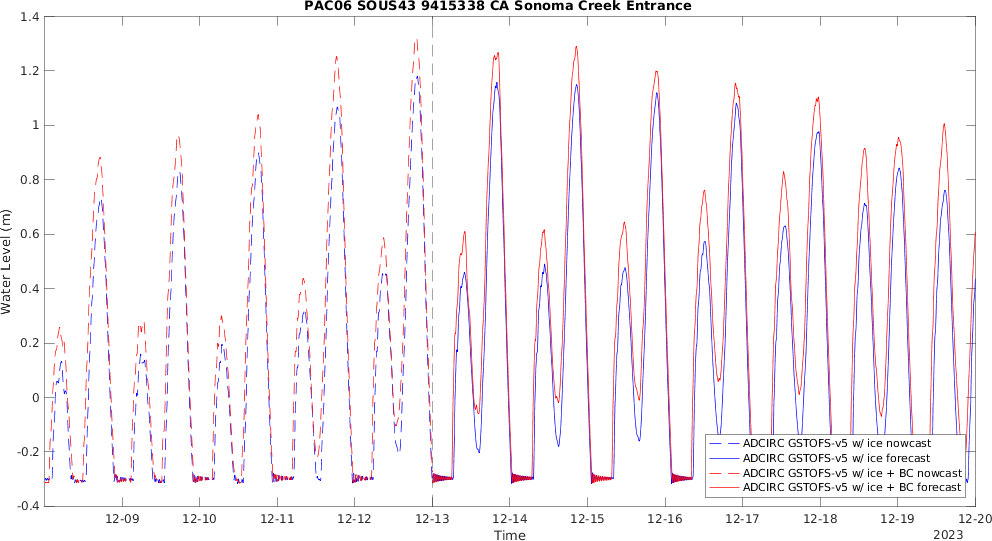 PAC06 SOUS43 9415338 CA Sonoma Creek Entrance
1.4
1.2
1
0.8
0.6
0.4
0.2
0
-0.2
-0.4
Water Level (m)
ADCIRC GSTOFS-v5 w/ ice nowcast
ADCIRC GSTOFS-v5 w/ ice forecast
ADCIRC GSTOFS-v5 w/ ice + BC nowcast
ADCIRC GSTOFS-v5 w/ ice + BC forecast
12-09 12-10 12-11 12-12 12-13 12-14 12-15 12-16 12-17 12-18 12-19 12-20
Time
2023